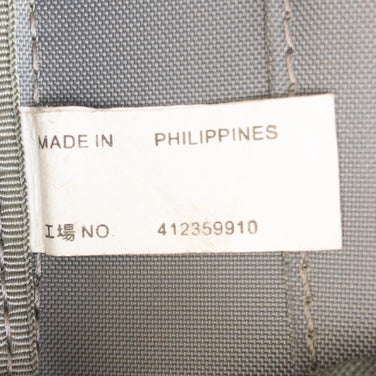 MADE IN PHILIPPINES
工場 NO. 412359910